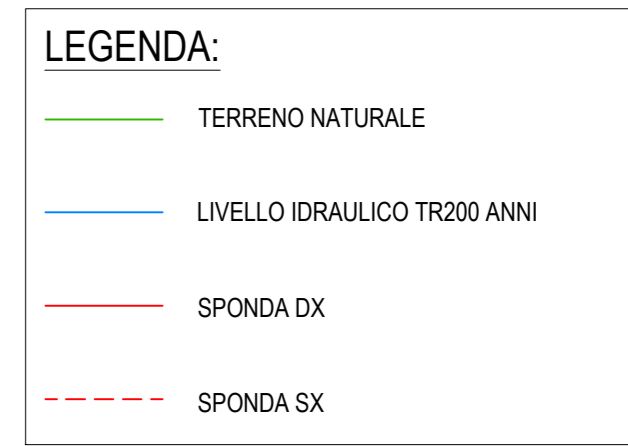 LEGENDA:
TERRENO NATURALE
LIVELLO IDRAULICO TR200 ANNI
SPONDA DX
SPONDA SX